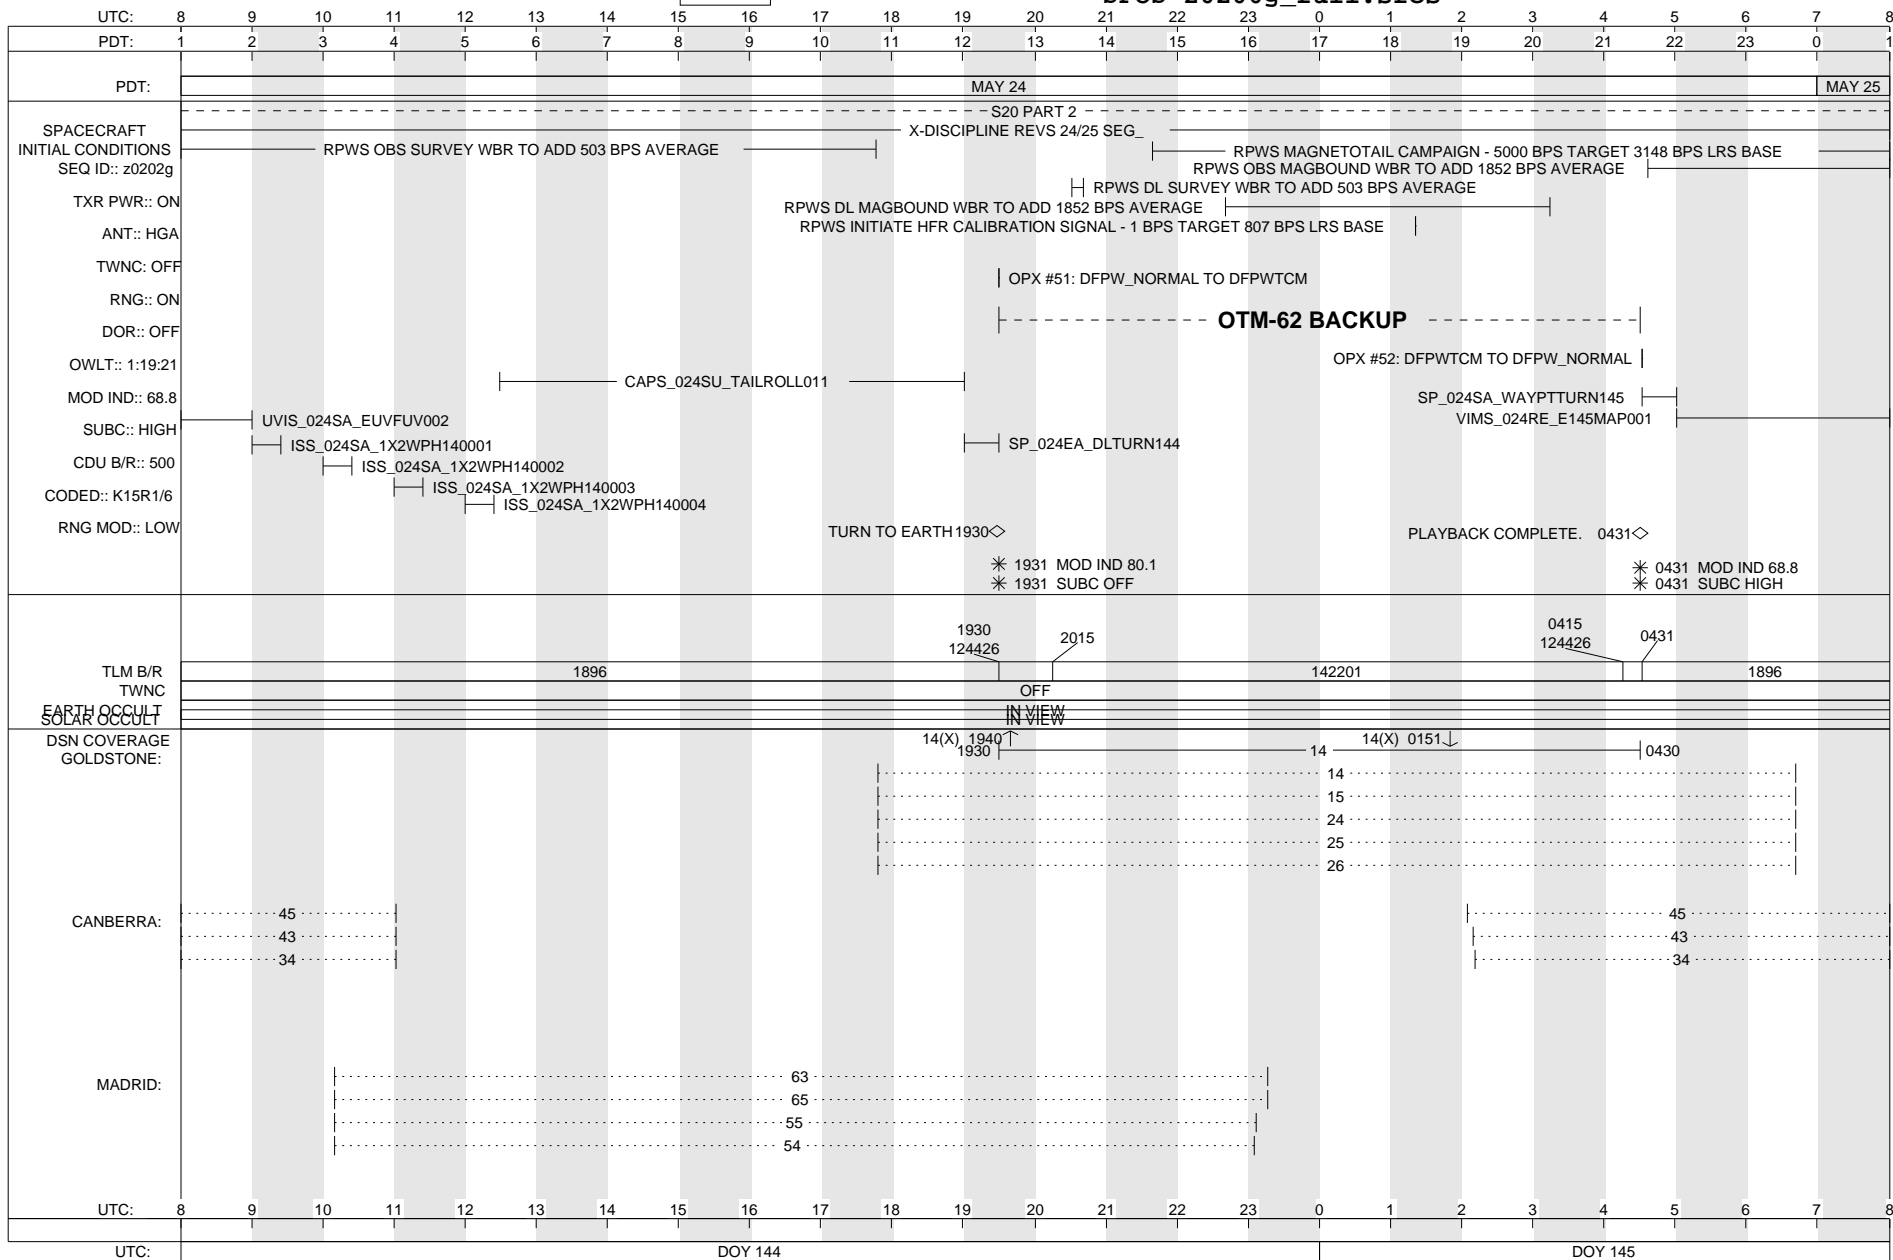 UTC: 8 9 10 11 12 13 14 15 16 17 18 19 20 21 22 23 0 1 2 3 4 5 6 7 8
PDT: 1 2 3 4 5 6 7 8 9 10 11 12 13 14 15 16 17 18 19 20 21 22 23 0 1
PDT: MAY 24 MAY 25
S20 PART 2
SPACECRAFT X-DISCIPLINE REVS 24/25 SEG_
INITIAL CONDITIONS RPWS OBS SURVEY WBR TO ADD 503 BPS AVERAGE RPWS MAGNETOTAIL CAMPAIGN - 5000 BPS TARGET 3148 BPS LRS BASE
SEQ ID:: z0202g RPWS OBS MAGBOUND WBR TO ADD 1852 BPS AVERAGE
RPWS DL SURVEY WBR TO ADD 503 BPS AVERAGE
TXR PWR:: ON RPWS DL MAGBOUND WBR TO ADD 1852 BPS AVERAGE
ANT:: HGA RPWS INITIATE HFR CALIBRATION SIGNAL - 1 BPS TARGET 807 BPS LRS BASE
TWNC: OFF OPX #51: DFPW_NORMAL TO DFPWTCM
RNG:: ON
DOR:: OFF OTM-62 BACKUP
OWLT:: 1:19:21 OPX #52: DFPWTCM TO DFPW_NORMAL
CAPS_024SU_TAILROLL011
MOD IND:: 68.8 SP_024SA_WAYPTTURN145
UVIS_024SA_EUVFUV002 VIMS_024RE_E145MAP001
SUBC:: HIGH
ISS_024SA_1X2WPH140001 SP_024EA_DLTURN144
CDU B/R:: 500 ISS_024SA_1X2WPH140002
ISS_024SA_1X2WPH140003
CODED:: K15R1/6 ISS_024SA_1X2WPH140004
RNG MOD:: LOW TURN TO EARTH 1930 PLAYBACK COMPLETE. 0431
1931 MOD IND 80.1 0431 MOD IND 68.8
1931 SUBC OFF 0431 SUBC HIGH
1930 0415
124426 2015 124426 0431
TLM B/R 1896 142201 1896
TWNC OFF
EARTH OCCULT IN VIEW
SOLAR OCCULT IN VIEW
DSN COVERAGE 14(X) 1940 14(X) 0151
GOLDSTONE: 1930 14 0430
14
15
24
25
26
CANBERRA: 45 45
43 43
34 34
MADRID: 63
65
55
54
UTC: 8 9 10 11 12 13 14 15 16 17 18 19 20 21 22 23 0 1 2 3 4 5 6 7 8
UTC: DOY 144 DOY 145